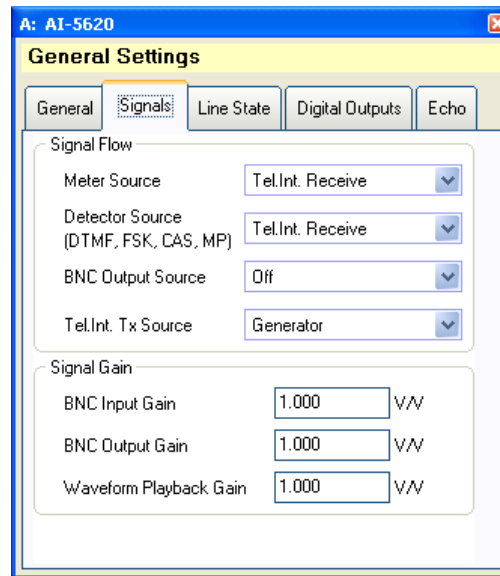 A: AI-5620
General Settings
General Signals Line State Digital Outputs Echo
Signal Flow
Meter Source Tel.Int. Receive
Detector Source
(DTMF, FSK, CAS, MP) Tel.Int. Receive
BNC Output Source Off
Tel.Int. Tx Source Generator
Signal Gain
BNC Input Gain 1.000 V/V
BNC Output Gain 1.000 V/V
Waveform Playback Gain 1.000 V/V